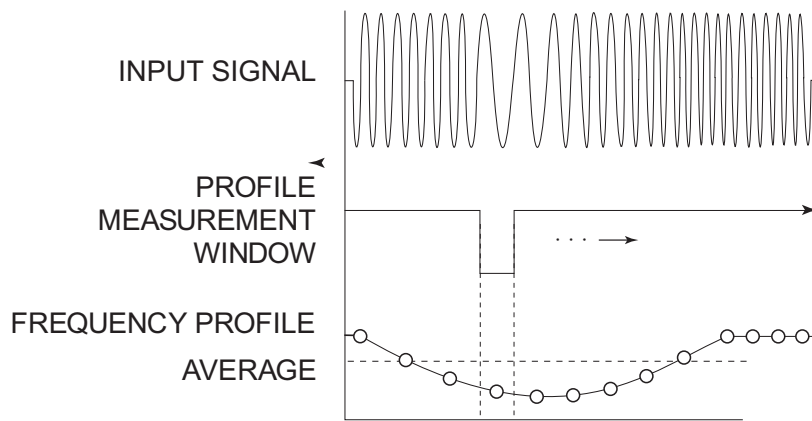 INPUT SIGNAL
PROFILE
MEASUREMENT
WINDOW
. . .
FREQUENCY PROFILE
AVERAGE